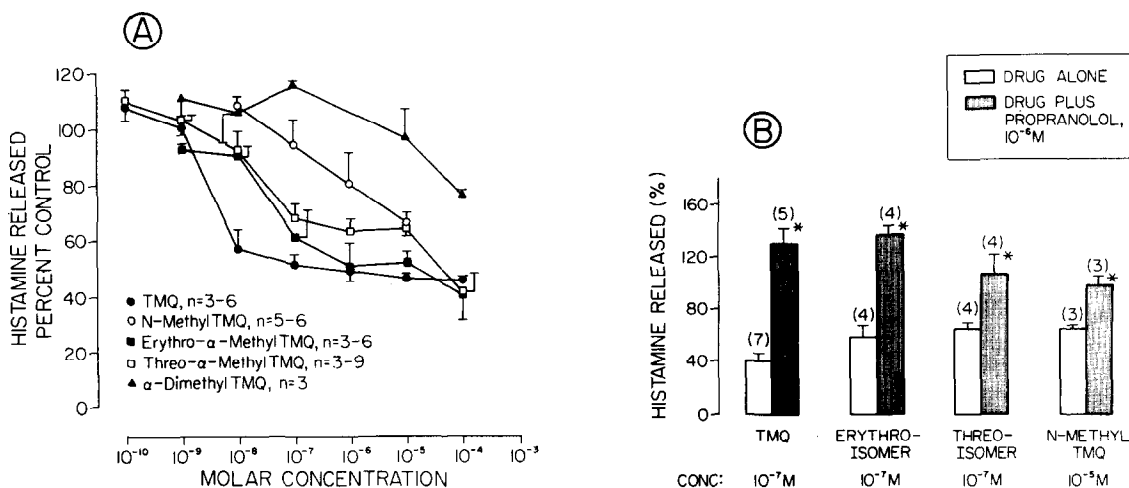 A
HISTAMINE RELEASED
PERCENT CONTROL
120
100
80
60
40
20
0
● TMQ, n=3-6
○ N-Methyl TMQ, n=5-6
■ Erythro-α-Methyl TMQ, n=3-6
□ Threo-α-Methyl TMQ, n=3-9
▲ α-Dimethyl TMQ, n=3
10⁻¹⁰ 10⁻⁹ 10⁻⁸ 10⁻⁷ 10⁻⁶ 10⁻⁵ 10⁻⁴ 10⁻³
MOLAR CONCENTRATION
DRUG ALONE
DRUG PLUS
PROPRANOLOL,
10⁻⁶M
B
HISTAMINE RELEASED (%)
160
120
80
40
0
(7) (5) * (4) (4) * (4) (4) * (3) (3) *
TMQ ERYTHRO- THREO- N-METHYL
ISOMER ISOMER TMQ
CONC: 10⁻⁷M 10⁻⁷M 10⁻⁷M 10⁻⁵M